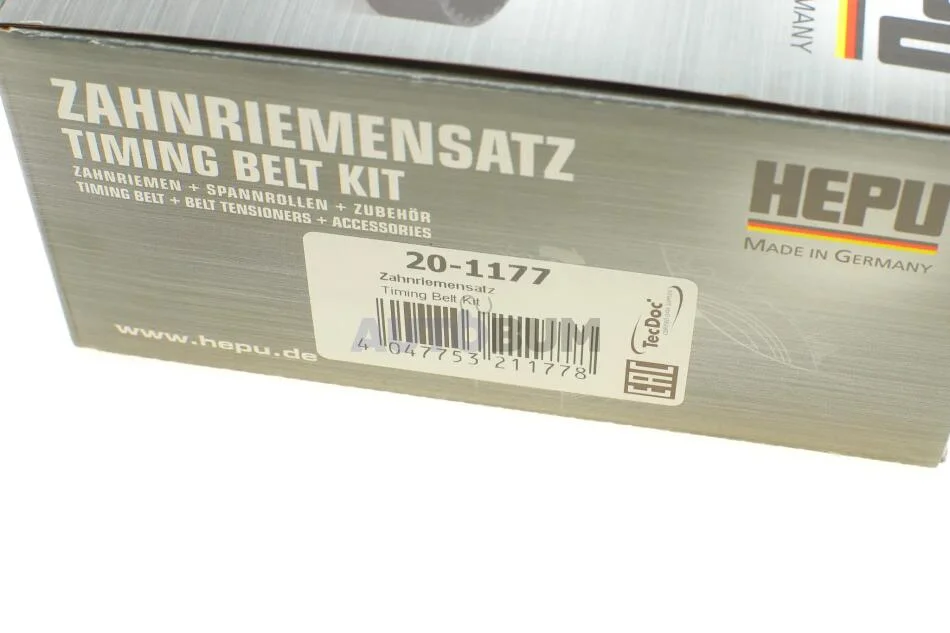 MANY
ZAHNRIEMENSATZ
TIMING BELT KIT
ZAHNRIEMEN + SPANNROLLEN + ZUBEHÖR
TIMING BELT + BELT TENSIONERS + ACCESSORIES
HEPU
MADE IN GERMANY
20-1177
Zahnriemensatz
Timing Belt Kit
AUTOBUM
4 047753 211778
TecDoc
EAC
www.hepu.de